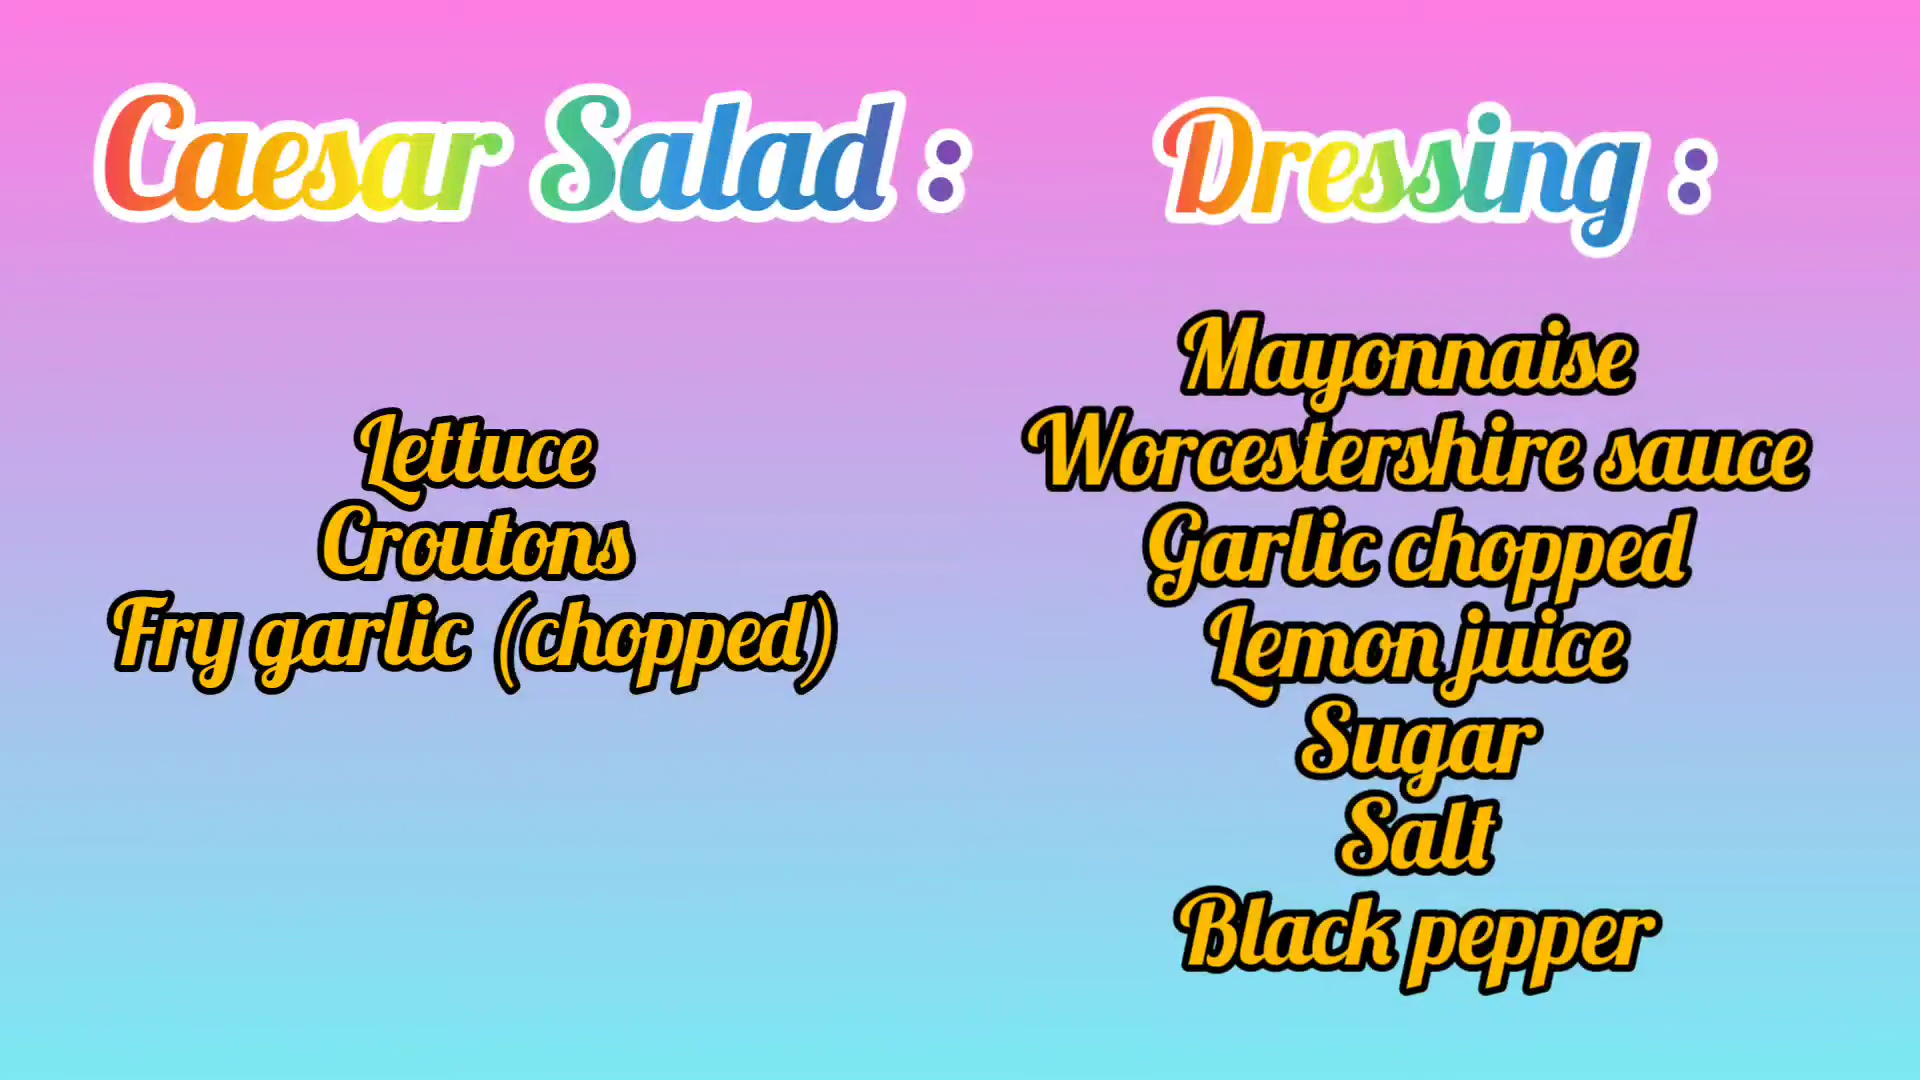 Caesar Salad :
Lettuce
Croutons
Fry garlic (chopped)
Dressing :
Mayonnaise
Worcestershire sauce
Garlic chopped
Lemon juice
Sugar
Salt
Black pepper